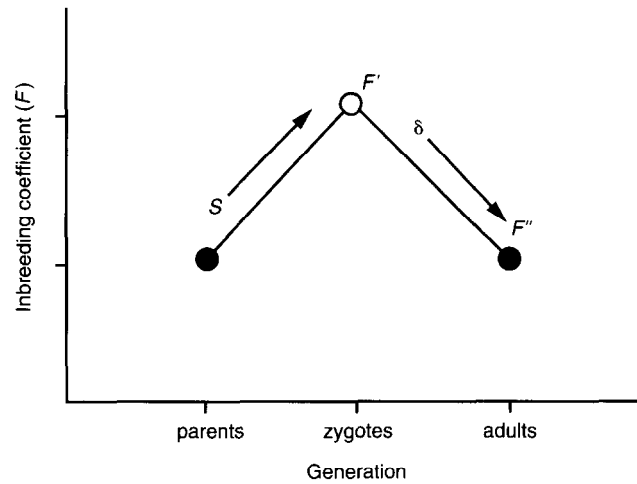 F'
δ
S
F"
Inbreeding coefficient (F)
parents zygotes adults
Generation